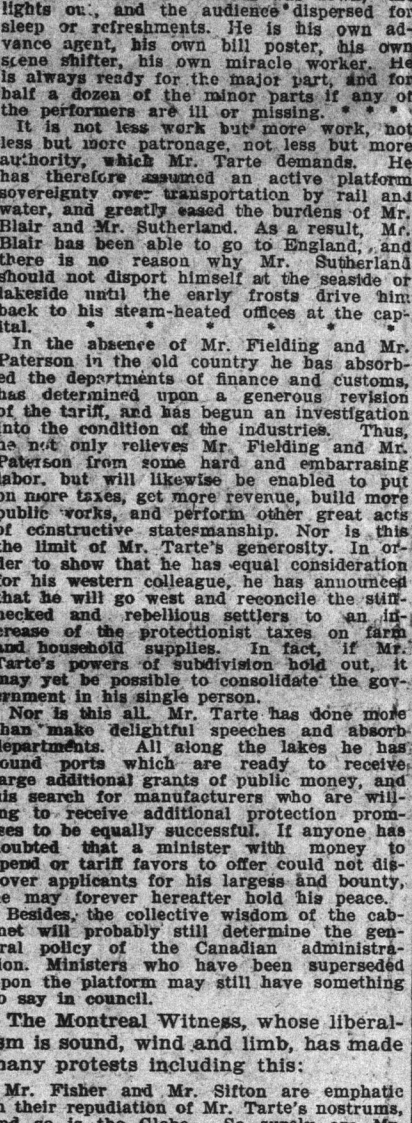 lights out, and the audience dispersed for
sleep or refreshments. He is his own ad-
vance agent, his own bill poster, his own
scene shifter, his own miracle worker. He
is always ready for the major part, and for
half a dozen of the minor parts if any of
the performers are ill or missing. * * *
It is not less work but more work, not
less but more patronage, not less but more
authority, which Mr. Tarte demands. He
has therefore assumed an active platform
sovereignty over transportation by rail and
water, and greatly eased the burdens of Mr.
Blair and Mr. Sutherland. As a result, Mr.
Blair has been able to go to England, and
there is no reason why Mr. Sutherland
should not disport himself at the seaside or
lakeside until the early frosts drive him
back to his steam-heated offices at the cap-
ital. * * * * * *
In the absence of Mr. Fielding and Mr.
Paterson in the old country he has absorb-
ed the departments of finance and customs,
has determined upon a generous revision
of the tariff, and has begun an investigation
into the condition of the industries. Thus,
he not only relieves Mr. Fielding and Mr.
Paterson from some hard and embarrasing
labor, but will likewise be enabled to put
on more taxes, get more revenue, build more
public works, and perform other great acts
of constructive statesmanship. Nor is this
the limit of Mr. Tarte's generosity. In or-
der to show that he has equal consideration
for his western colleague, he has announced
that he will go west and reconcile the stiff-
necked and rebellious settlers to an in-
crease of the protectionist taxes on farm
and household supplies. In fact, if Mr.
Tarte's powers of subdivision hold out, it
may yet be possible to consolidate the gov-
ernment in his single person.
Nor is this all. Mr. Tarte has done more
than make delightful speeches and absorb
departments. All along the lakes he has
found ports which are ready to receive
large additional grants of public money, and
his search for manufacturers who are will-
ing to receive additional protection prom-
ises to be equally successful. If anyone has
doubted that a minister with money to
spend or tariff favors to offer could not dis-
cover applicants for his largess and bounty,
he may forever hereafter hold his peace.
Besides, the collective wisdom of the cab-
inet will probably still determine the gen-
eral policy of the Canadian administra-
tion. Ministers who have been superseded
upon the platform may still have something
to say in council.
The Montreal Witness, whose liberal-
ism is sound, wind and limb, has made
many protests including this:
Mr. Fisher and Mr. Sifton are emphatic
in their repudiation of Mr. Tarte's nostrums,